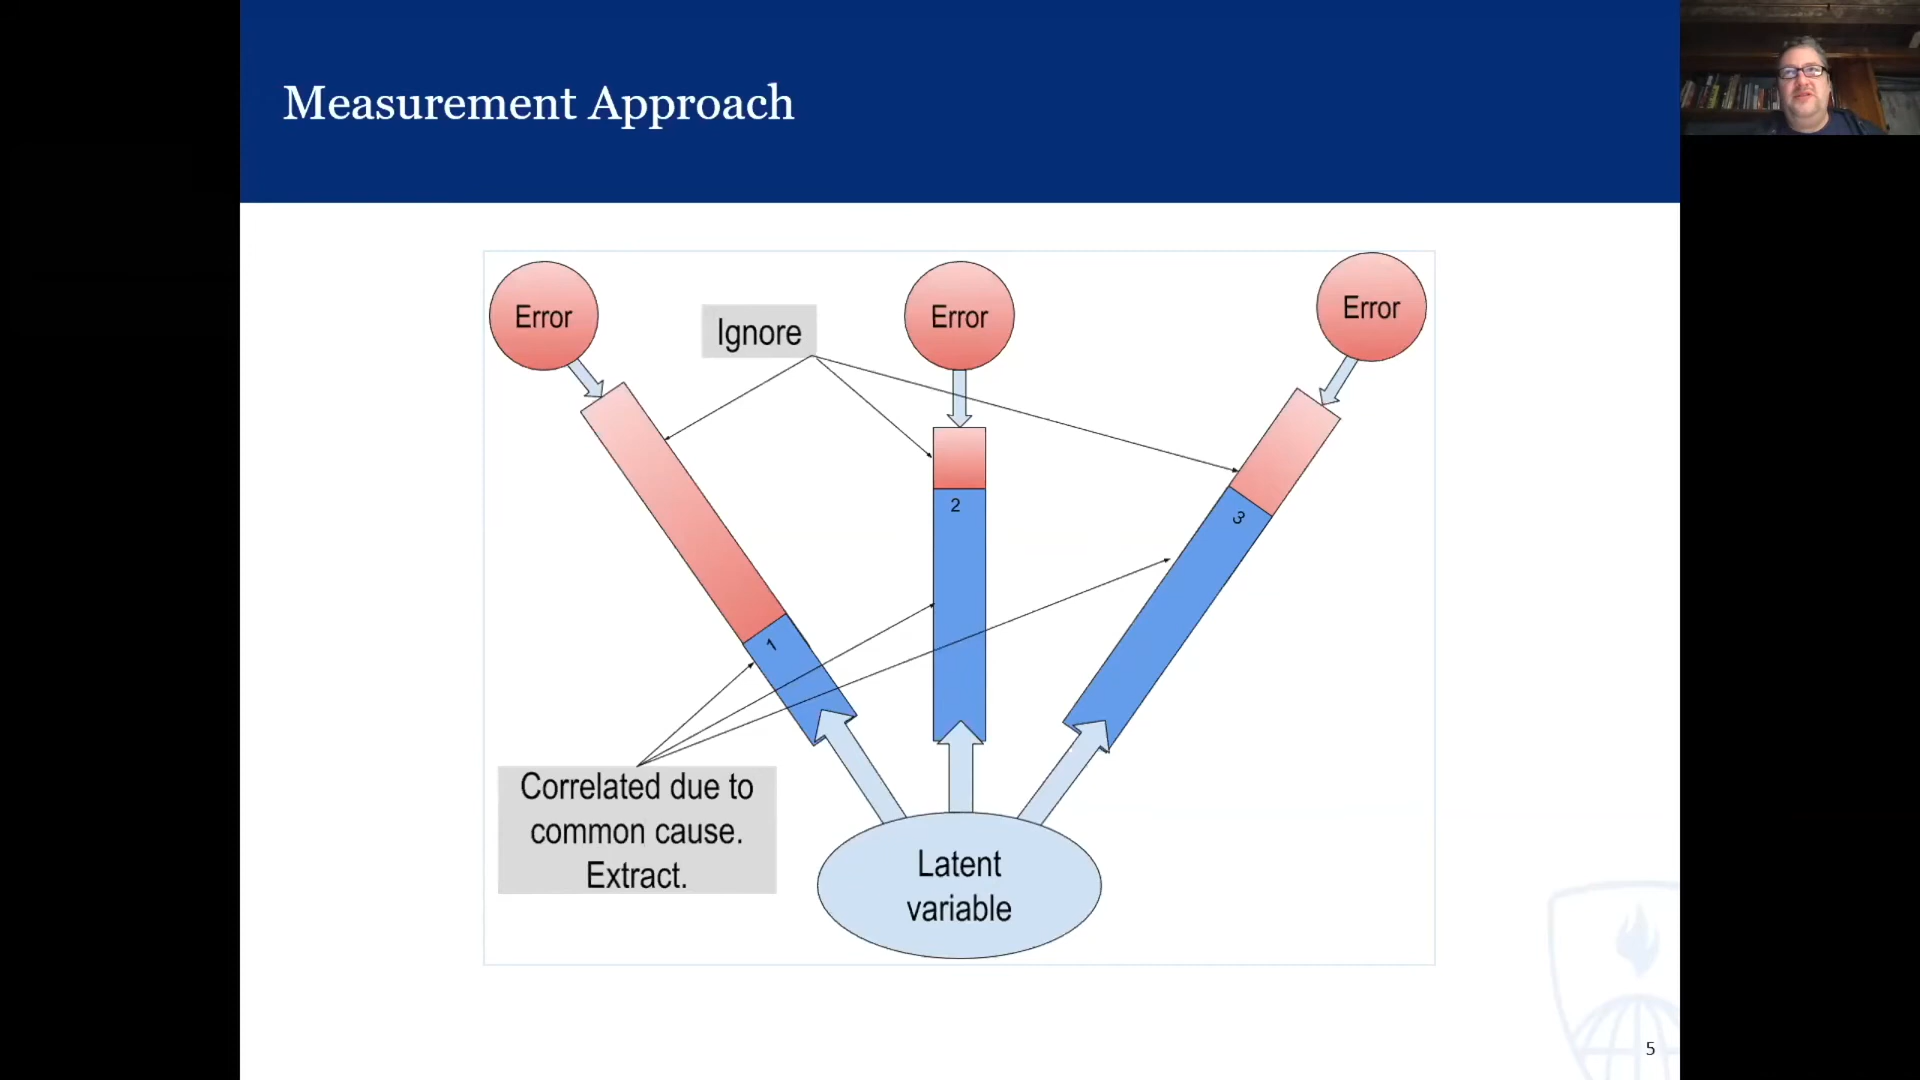 Measurement Approach
Error
Ignore
Error
Error
2
3
1
Correlated due to
common cause.
Extract.
Latent
variable
5